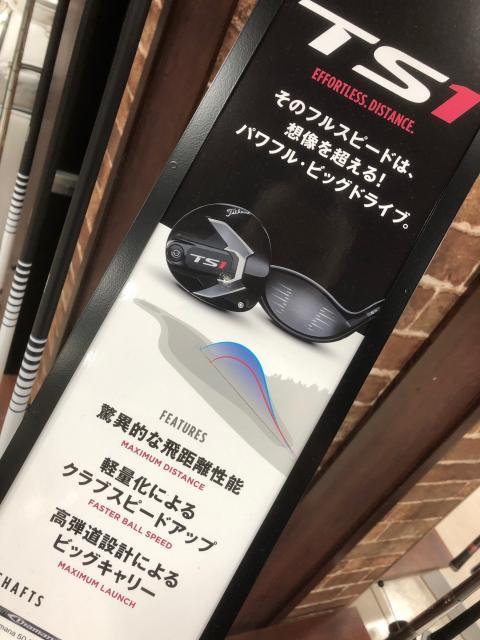 TS1
EFFORTLESS. DISTANCE.
そのフルスピードは、
想像を超える!
パワフル・ビッグドライブ。
Titleist
TS1
FEATURES
驚異的な飛距離性能
MAXIMUM DISTANCE
軽量化による
クラブスピードアップ
FASTER BALL SPEED
高弾道設計による
ビッグキャリー
MAXIMUM LAUNCH
SHAFTS
Diamana
mana 50